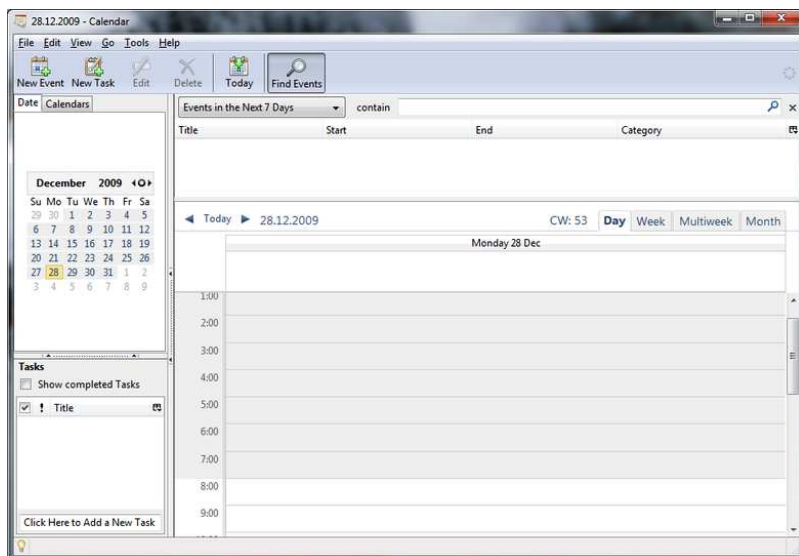 28.12.2009 - Calendar
File Edit View Go Tools Help
New Event New Task Edit Delete Today Find Events
Date Calendars
Events in the Next 7 Days contain
Title Start End Category
December 2009
Su Mo Tu We Th Fr Sa
29 30 1 2 3 4 5
6 7 8 9 10 11 12
13 14 15 16 17 18 19
20 21 22 23 24 25 26
27 28 29 30 31 1 2
3 4 5 6 7 8 9
Today 28.12.2009 CW: 53 Day Week Multiweek Month
Monday 28 Dec
1:00
2:00
3:00
4:00
5:00
6:00
7:00
8:00
9:00
Tasks
Show completed Tasks
! Title
Click Here to Add a New Task